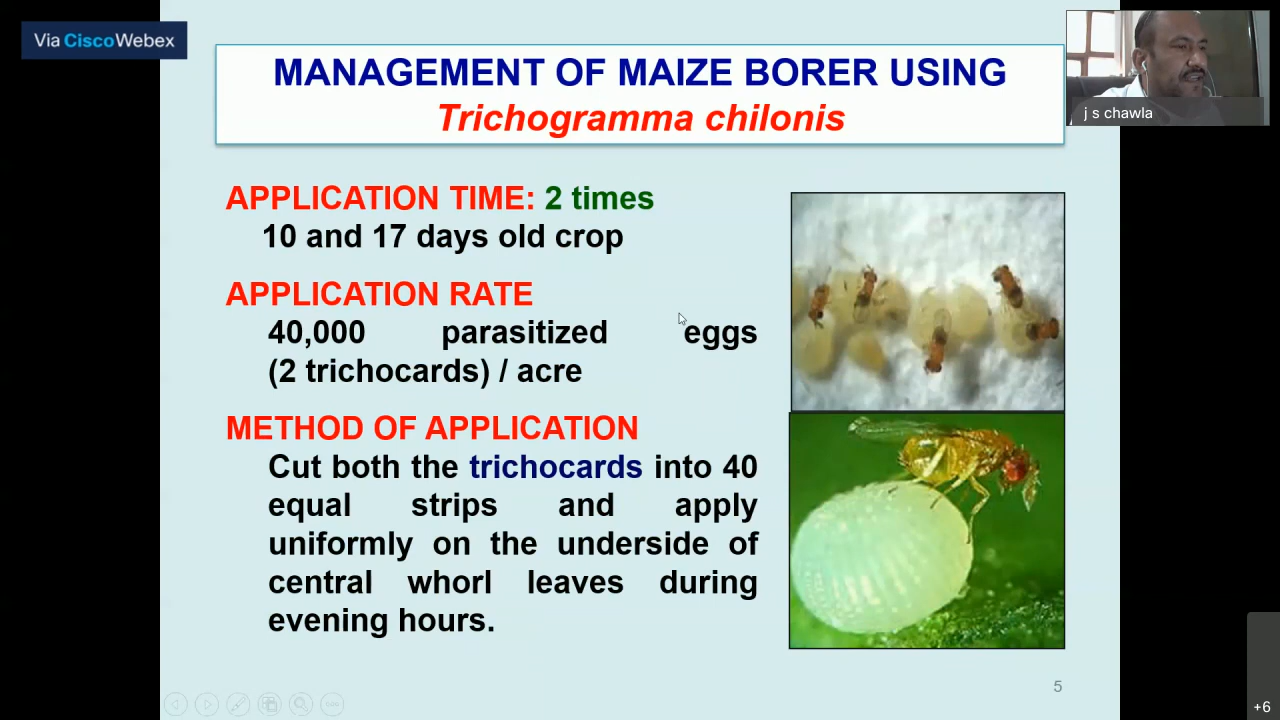 Via CiscoWebex
MANAGEMENT OF MAIZE BORER USING
Trichogramma chilonis
j s chawla
APPLICATION TIME: 2 times
10 and 17 days old crop
APPLICATION RATE
40,000 parasitized eggs
(2 trichocards) / acre
METHOD OF APPLICATION
Cut both the trichocards into 40
equal strips and apply
uniformly on the underside of
central whorl leaves during
evening hours.
5
+6